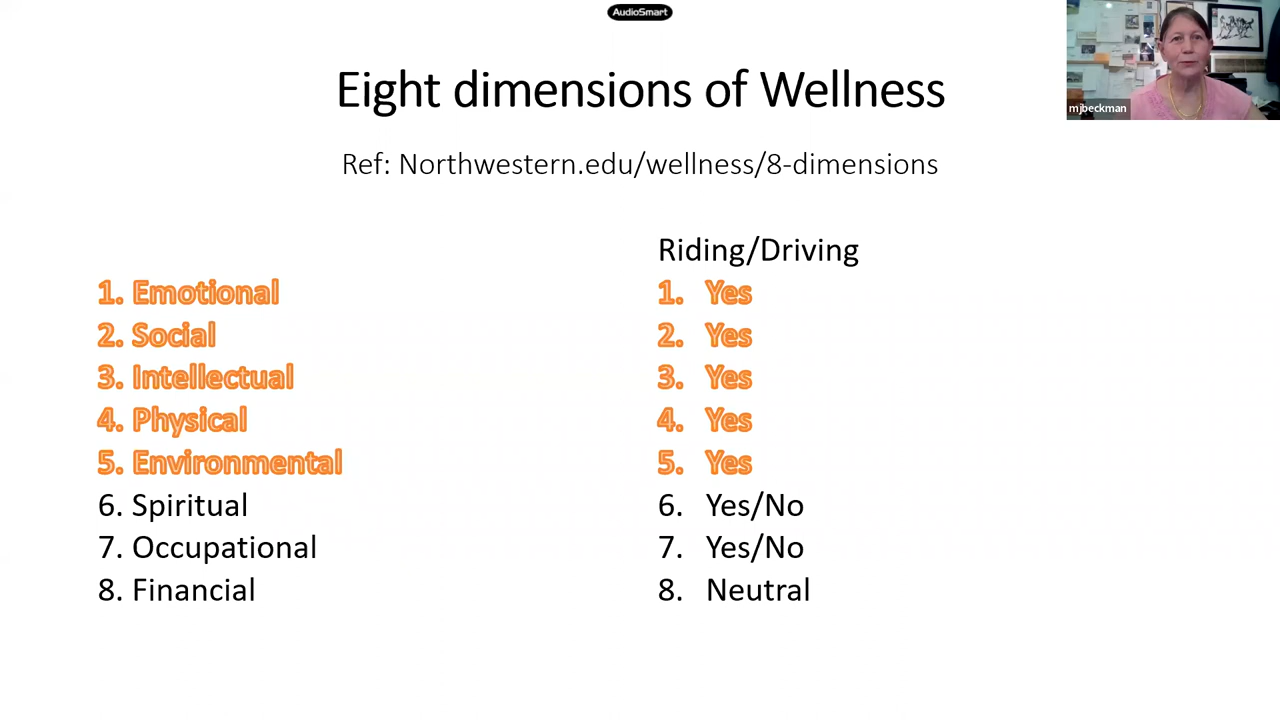 AudioSmart
mjbeckman
Eight dimensions of Wellness
Ref: Northwestern.edu/wellness/8-dimensions
1. Emotional
2. Social
3. Intellectual
4. Physical
5. Environmental
6. Spiritual
7. Occupational
8. Financial
Riding/Driving
1. Yes
2. Yes
3. Yes
4. Yes
5. Yes
6. Yes/No
7. Yes/No
8. Neutral